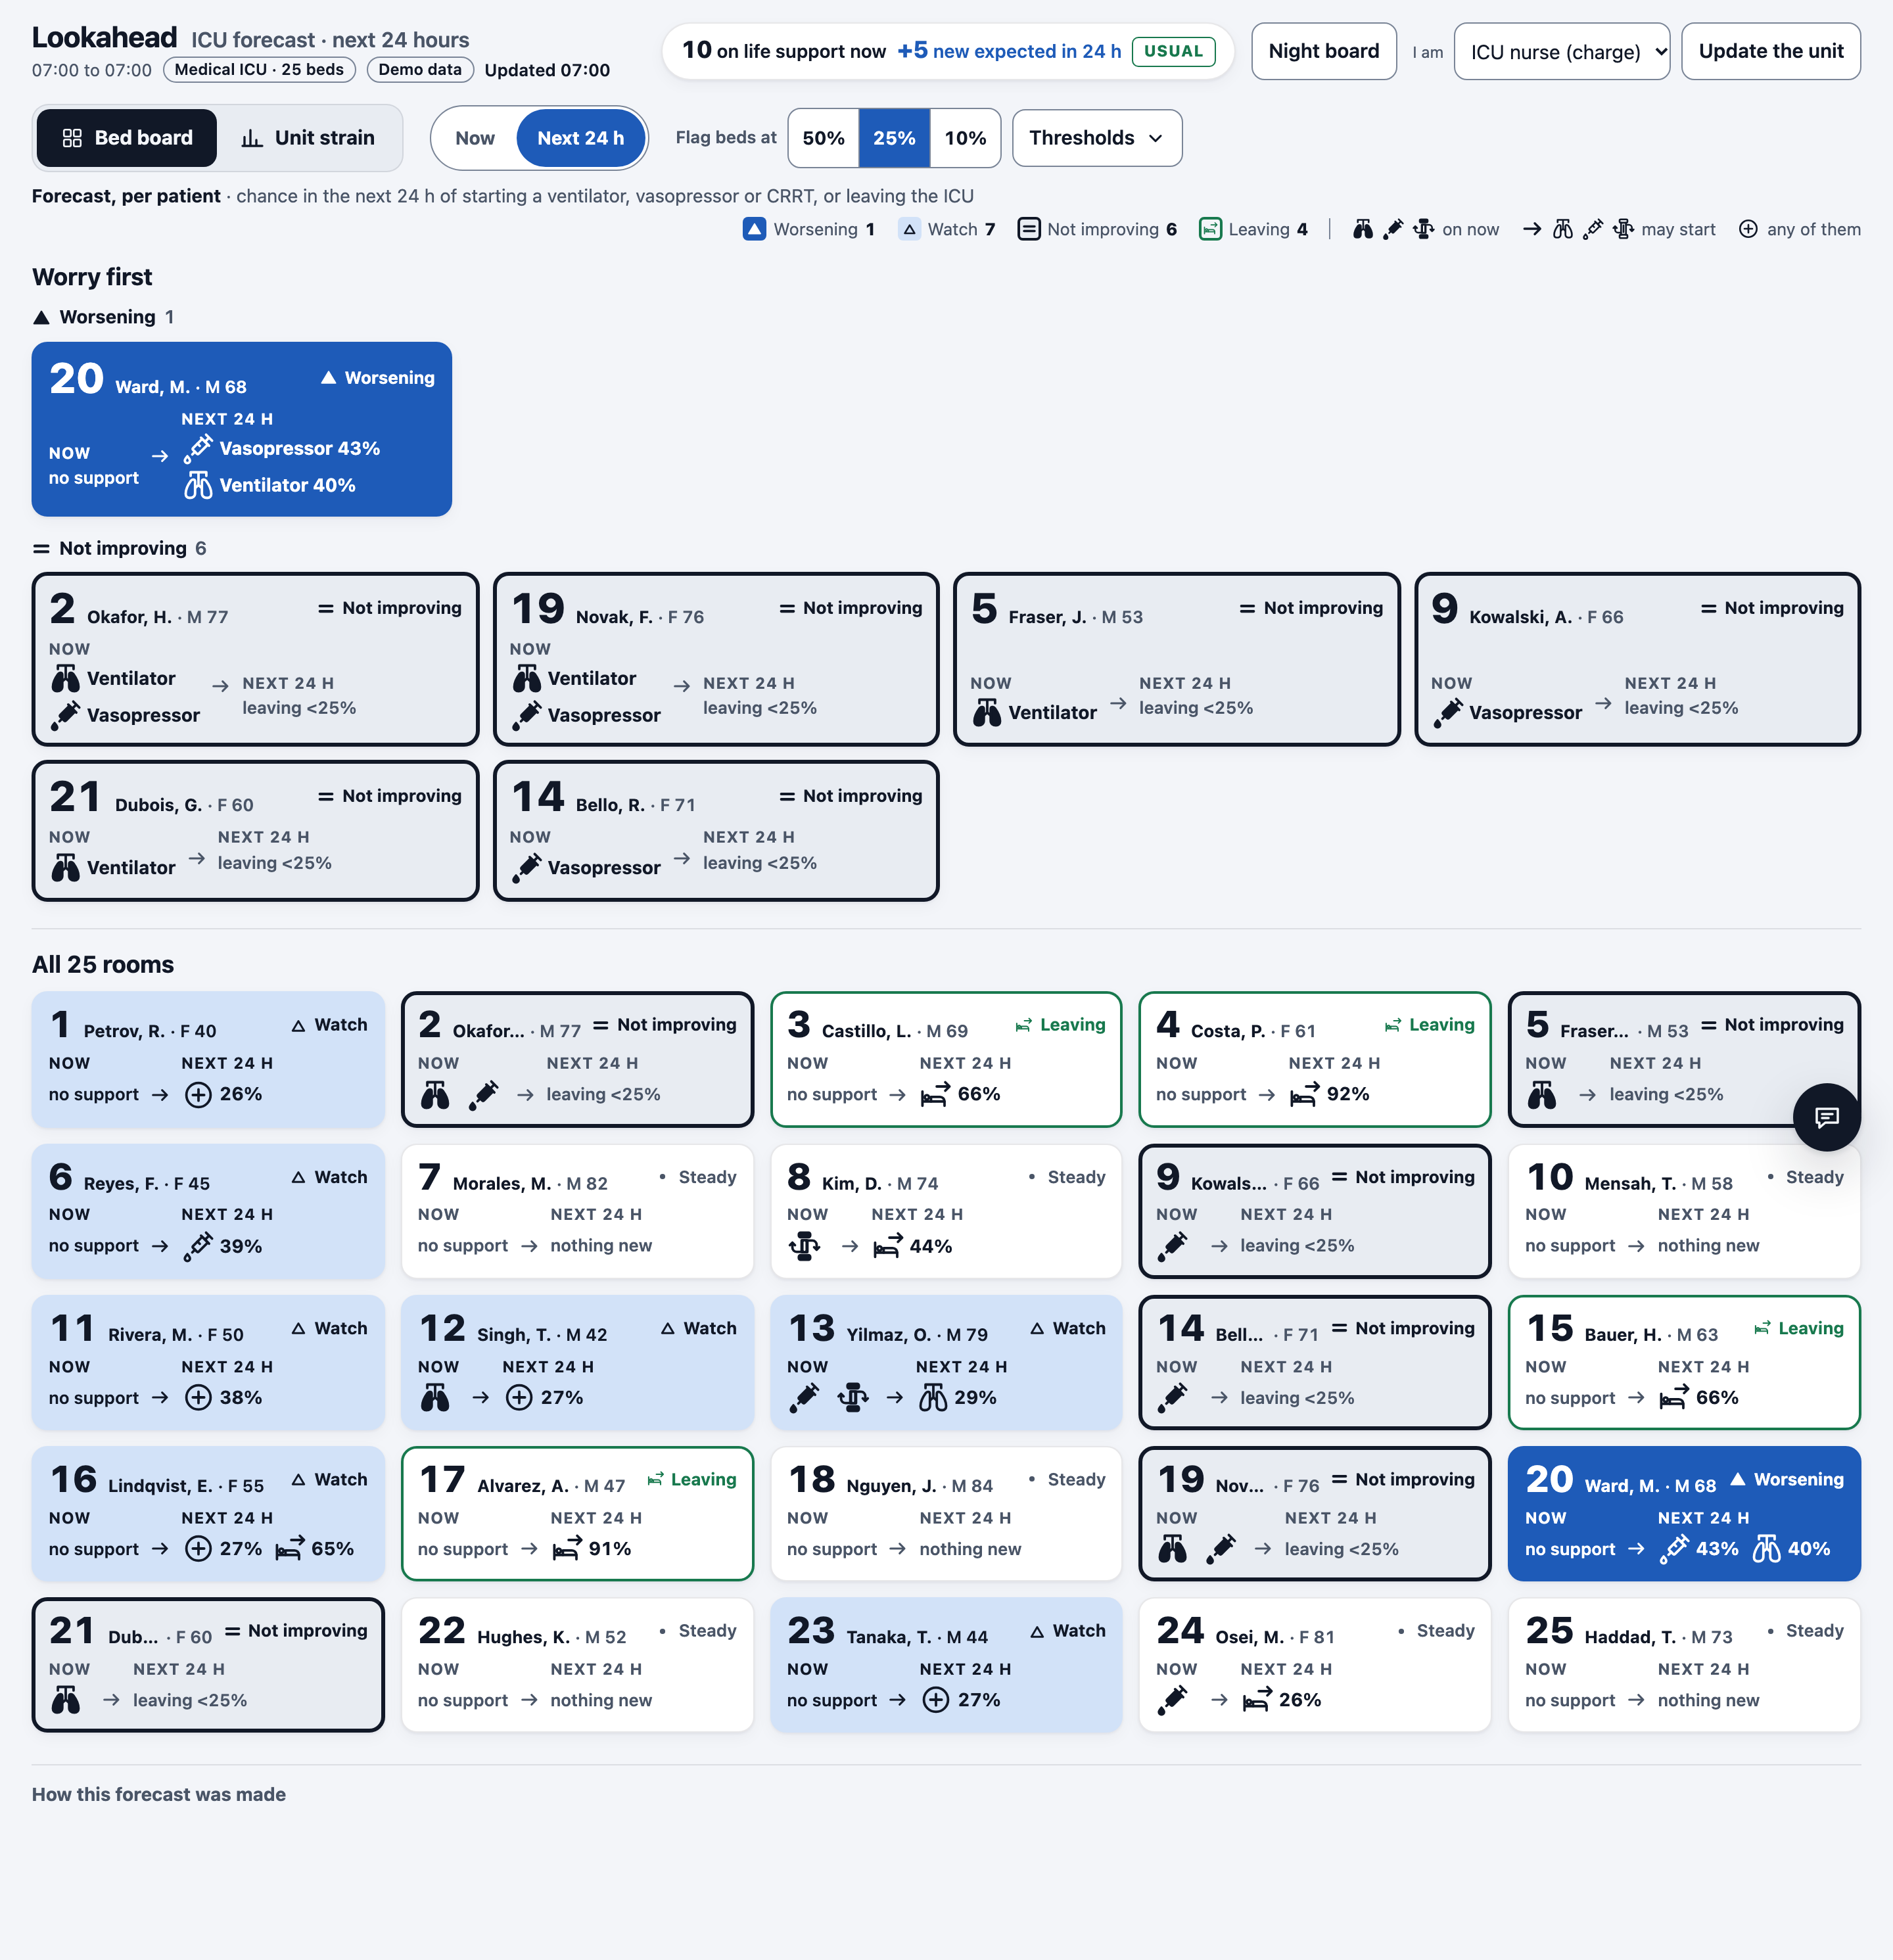 Lookahead ICU forecast · next 24 hours
07:00 to 07:00 Medical ICU · 25 beds Demo data Updated 07:00
10 on life support now +5 new expected in 24 h USUAL
Night board
I am ICU nurse (charge)
Update the unit
Bed board Unit strain
Now Next 24 h
Flag beds at 50% 25% 10% Thresholds
Forecast, per patient · chance in the next 24 h of starting a ventilator, vasopressor or CRRT, or leaving the ICU
Worsening 1 Watch 7 Not improving 6 Leaving 4 on now may start any of them
Worry first
Worsening 1
20 Ward, M. · M 68 Worsening
NEXT 24 H
NOW
no support
Vasopressor 43%
Ventilator 40%
Not improving 6
2 Okafor, H. · M 77 Not improving
NOW
Ventilator
Vasopressor
NEXT 24 H
leaving <25%
19 Novak, F. · F 76 Not improving
NOW
Ventilator
Vasopressor
NEXT 24 H
leaving <25%
5 Fraser, J. · M 53 Not improving
NOW
Ventilator
NEXT 24 H
leaving <25%
9 Kowalski, A. · F 66 Not improving
NOW
Vasopressor
NEXT 24 H
leaving <25%
21 Dubois, G. · F 60 Not improving
NOW
Ventilator
NEXT 24 H
leaving <25%
14 Bello, R. · F 71 Not improving
NOW
Vasopressor
NEXT 24 H
leaving <25%
All 25 rooms
1 Petrov, R. · F 40 Watch
NOW NEXT 24 H
no support 26%
2 Okafor... · M 77 Not improving
NOW NEXT 24 H
leaving <25%
3 Castillo, L. · M 69 Leaving
NOW NEXT 24 H
no support 66%
4 Costa, P. · F 61 Leaving
NOW NEXT 24 H
no support 92%
5 Fraser... · M 53 Not improving
NOW NEXT 24 H
leaving <25%
6 Reyes, F. · F 45 Watch
NOW NEXT 24 H
no support 39%
7 Morales, M. · M 82 Steady
NOW NEXT 24 H
no support nothing new
8 Kim, D. · M 74 Steady
NOW NEXT 24 H
44%
9 Kowals... · F 66 Not improving
NOW NEXT 24 H
leaving <25%
10 Mensah, T. · M 58 Steady
NOW NEXT 24 H
no support nothing new
11 Rivera, M. · F 50 Watch
NOW NEXT 24 H
no support 38%
12 Singh, T. · M 42 Watch
NOW NEXT 24 H
27%
13 Yilmaz, O. · M 79 Watch
NOW NEXT 24 H
29%
14 Bell... · F 71 Not improving
NOW NEXT 24 H
leaving <25%
15 Bauer, H. · M 63 Leaving
NOW NEXT 24 H
no support 66%
16 Lindqvist, E. · F 55 Watch
NOW NEXT 24 H
no support 27% 65%
17 Alvarez, A. · M 47 Leaving
NOW NEXT 24 H
no support 91%
18 Nguyen, J. · M 84 Steady
NOW NEXT 24 H
no support nothing new
19 Nov... · F 76 Not improving
NOW NEXT 24 H
leaving <25%
20 Ward, M. · M 68 Worsening
NOW NEXT 24 H
no support 43% 40%
21 Dub... · F 60 Not improving
NOW NEXT 24 H
leaving <25%
22 Hughes, K. · M 52 Steady
NOW NEXT 24 H
no support nothing new
23 Tanaka, T. · M 44 Watch
NOW NEXT 24 H
no support 27%
24 Osei, M. · F 81 Steady
NOW NEXT 24 H
26%
25 Haddad, T. · M 73 Steady
NOW NEXT 24 H
no support nothing new
How this forecast was made